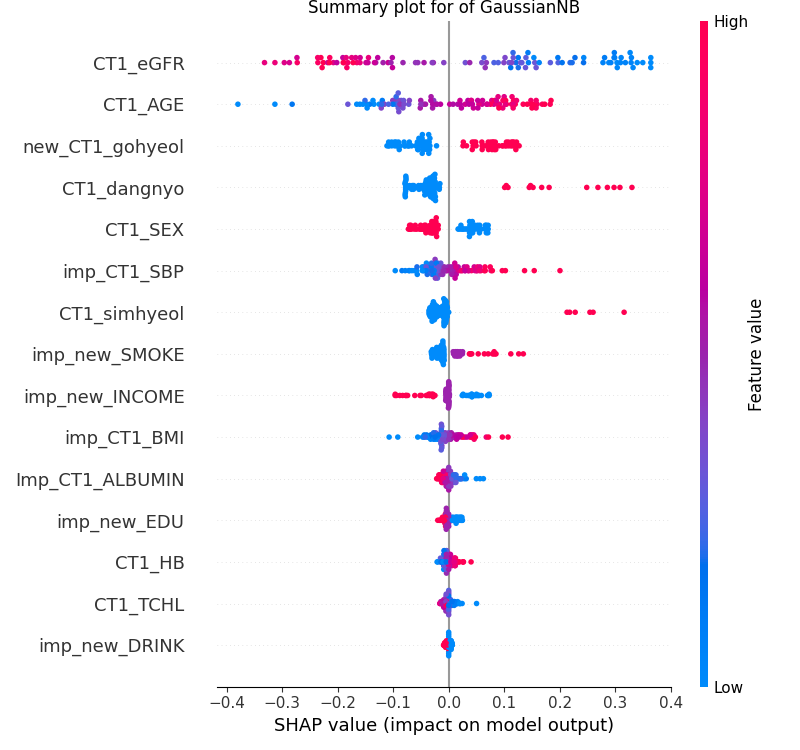 Summary plot for of GaussianNB
High
CT1_eGFR
CT1_AGE
new_CT1_gohyeol
CT1_dangnyo
CT1_SEX
imp_CT1_SBP
CT1_simhyeol
imp_new_SMOKE
imp_new_INCOME
imp_CT1_BMI
Imp_CT1_ALBUMIN
imp_new_EDU
CT1_HB
CT1_TCHL
imp_new_DRINK
Feature value
Low
−0.4 −0.3 −0.2 −0.1 0.0 0.1 0.2 0.3 0.4
SHAP value (impact on model output)